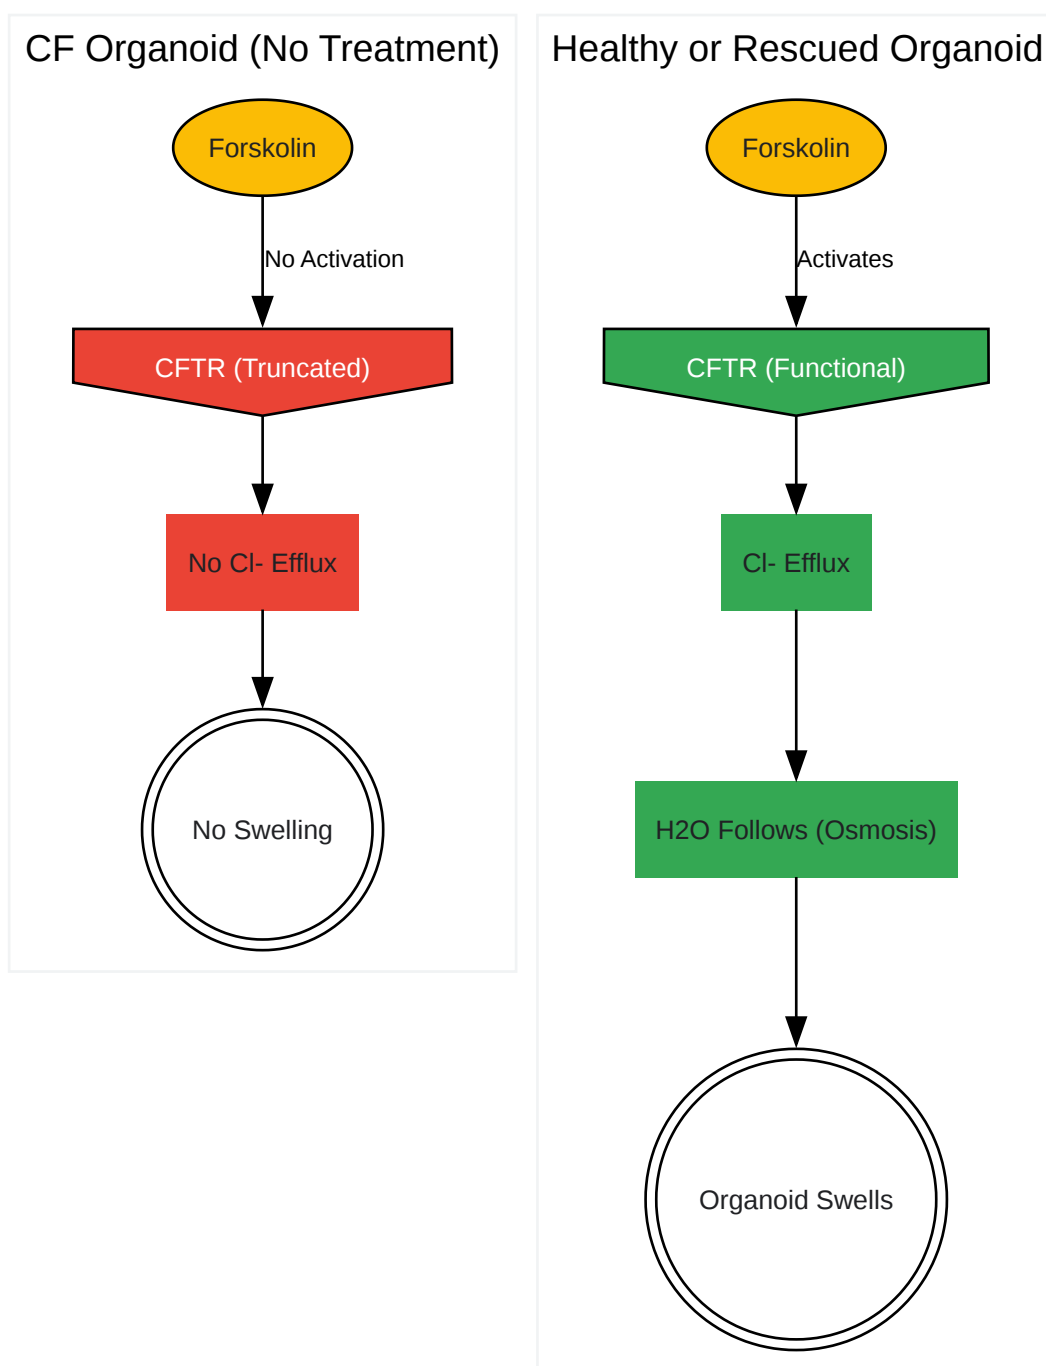 CF Organoid (No Treatment)
Forskolin
No Activation
CFTR (Truncated)
No Cl- Efflux
No Swelling
Healthy or Rescued Organoid
Forskolin
Activates
CFTR (Functional)
Cl- Efflux
H2O Follows (Osmosis)
Organoid Swells